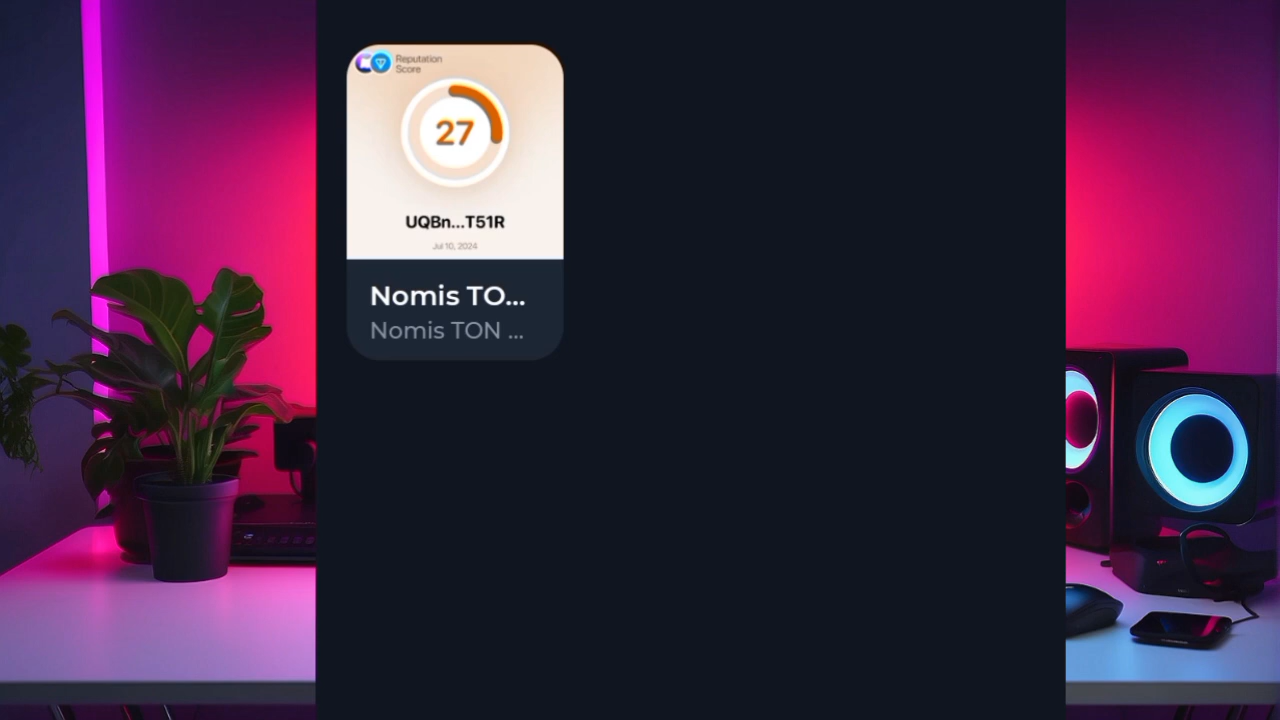 Reputation
Score
27
UQBn...T51R
Jul 10, 2024
Nomis TO...
Nomis TON ...